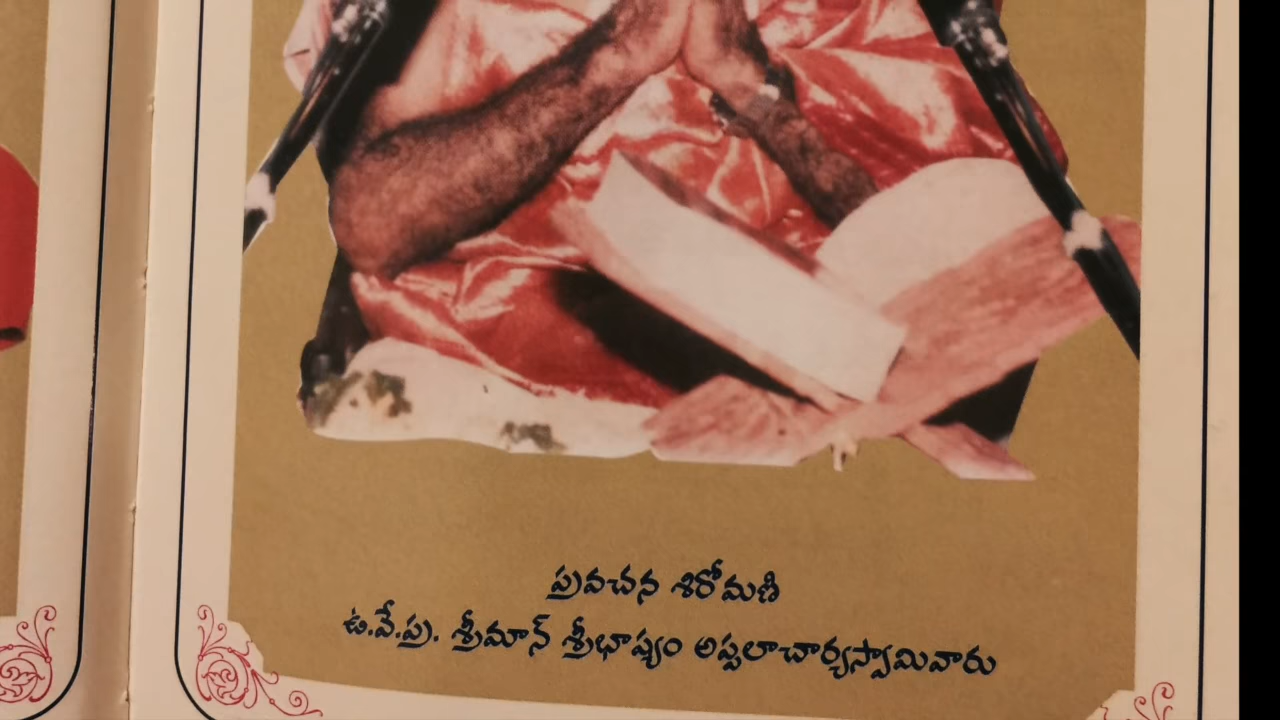 ప్రవచన శిరోమణి
ఉ.వే.ప్ర. శ్రీమాన్ శ్రీభాష్యం అప్పలాచార్యస్వామివారు